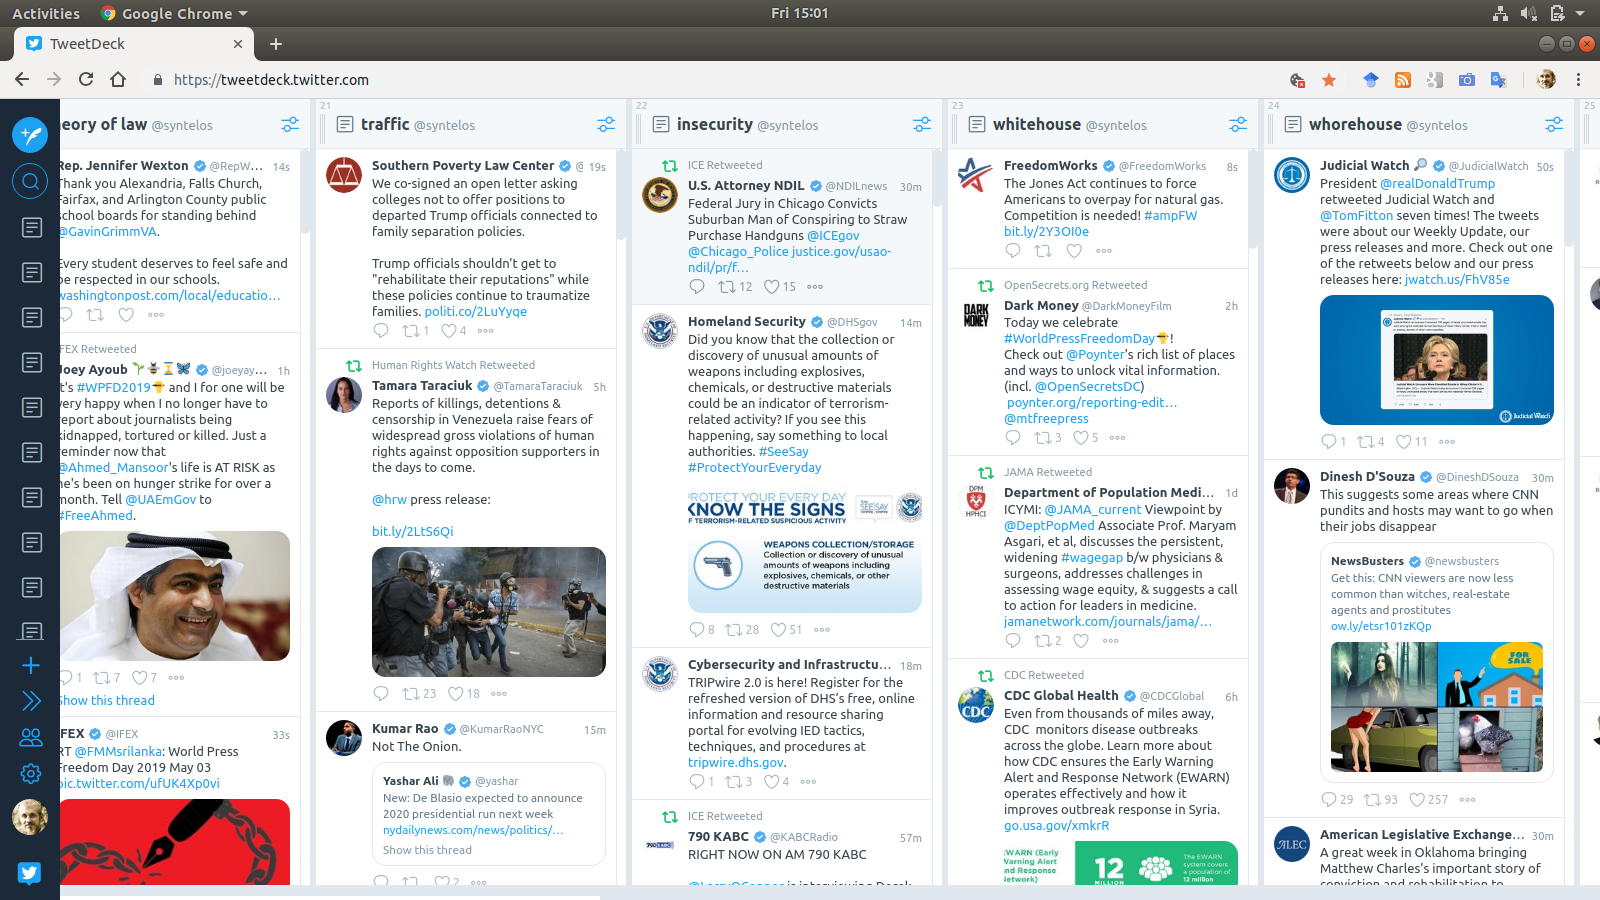 Activities
Google Chrome
Fri 15:01
TweetDeck
https://tweetdeck.twitter.com
eory of law @syntelos
Rep. Jennifer Wexton @RepW... 14s
Thank you Alexandria, Falls Church,
Fairfax, and Arlington County public
school boards for standing behind
@GavinGrimmVA.
Every student deserves to feel safe and
be respected in our schools.
washingtonpost.com/local/educatio...
IFEX Retweeted
Joey Ayoub @joeyay... 1h
It's #WPFD2019 and I for one will be
very happy when I no longer have to
report about journalists being
kidnapped, tortured or killed. Just a
reminder now that
@Ahmed_Mansoor's life is AT RISK as
he's been on hunger strike for over a
month. Tell @UAEmGov to
#FreeAhmed.
1 7 7
Show this thread
IFEX @IFEX 33s
RT @FMMsrilanka: World Press
Freedom Day 2019 May 03
pic.twitter.com/ufUK4Xp0vi
21
traffic @syntelos
Southern Poverty Law Center 19s
We co-signed an open letter asking
colleges not to offer positions to
departed Trump officials connected to
family separation policies.
Trump officials shouldn't get to
"rehabilitate their reputations" while
these policies continue to traumatize
families. politi.co/2LuYyqe
1 4
Human Rights Watch Retweeted
Tamara Taraciuk @TamaraTaraciuk 5h
Reports of killings, detentions &
censorship in Venezuela raise fears of
widespread gross violations of human
rights against opposition supporters in
the days to come.
@hrw press release:
bit.ly/2LtS6Qi
23 18
Kumar Rao @KumarRaoNYC 15m
Not The Onion.
Yashar Ali @yashar
New: De Blasio expected to announce
2020 presidential run next week
nydailynews.com/news/politics/...
Show this thread
2
22
insecurity @syntelos
ICE Retweeted
U.S. Attorney NDIL @NDILnews 30m
Federal Jury in Chicago Convicts
Suburban Man of Conspiring to Straw
Purchase Handguns @ICEgov
@Chicago_Police justice.gov/usao-
ndil/pr/f...
12 15
Homeland Security @DHSgov 14m
Did you know that the collection or
discovery of unusual amounts of
weapons including explosives,
chemicals, or destructive materials
could be an indicator of terrorism-
related activity? If you see this
happening, say something to local
authorities. #SeeSay
#ProtectYourEveryday
PROTECT YOUR EVERY DAY
KNOW THE SIGNS
OF TERRORISM-RELATED SUSPICIOUS ACTIVITY
WEAPONS COLLECTION/STORAGE
Collection or discovery of unusual
amounts of weapons including
explosives, chemicals, or other
destructive materials
8 28 51
Cybersecurity and Infrastructu... 18m
TRIPwire 2.0 is here! Register for the
refreshed version of DHS's free, online
information and resource sharing
portal for evolving IED tactics,
techniques, and procedures at
tripwire.dhs.gov.
1 3 4
ICE Retweeted
790 KABC @KABCRadio 57m
RIGHT NOW ON AM 790 KABC
23
whitehouse @syntelos
FreedomWorks @FreedomWorks 8s
The Jones Act continues to force
Americans to overpay for natural gas.
Competition is needed! #ampFW
bit.ly/2Y3OI0e
OpenSecrets.org Retweeted
DARK MONEY
Dark Money @DarkMoneyFilm 2h
Today we celebrate
#WorldPressFreedomDay!
Check out @Poynter's rich list of places
and ways to unlock vital information.
(incl. @OpenSecretsDC)
poynter.org/reporting-edit...
@mtfreepress
3 5
JAMA Retweeted
DPM
HPHCI
Department of Population Medi... 1d
ICYMI: @JAMA_current Viewpoint by
@DeptPopMed Associate Prof. Maryam
Asgari, et al, discusses the persistent,
widening #wagegap b/w physicians &
surgeons, addresses challenges in
assessing wage equity, & suggests a call
to action for leaders in medicine.
jamanetwork.com/journals/jama/...
2
CDC Retweeted
CDC
CDC Global Health @CDCGlobal 6h
Even from thousands of miles away,
CDC monitors disease outbreaks
across the globe. Learn more about
how CDC ensures the Early Warning
Alert and Response Network (EWARN)
operates effectively and how it
improves outbreak response in Syria.
go.usa.gov/xmkrR
EWARN (Early
Warning Alert
and Response
Network)
12
MILLION
The EWARN
system covers
a population of
12 million
24
whorehouse @syntelos
Judicial Watch @JudicialWatch 50s
President @realDonaldTrump
retweeted Judicial Watch and
@TomFitton seven times! The tweets
were about our Weekly Update, our
press releases and more. Check out one
of the retweets below and our press
releases here: jwatch.us/FhV85e
Judicial Watch
1 4 11
Dinesh D'Souza @DineshDSouza 30m
This suggests some areas where CNN
pundits and hosts may want to go when
their jobs disappear
NewsBusters @newsbusters
Get this: CNN viewers are now less
common than witches, real-estate
agents and prostitutes
ow.ly/etsr101zKQp
FOR SALE
29 93 257
ALEC
American Legislative Exchange... 30m
A great week in Oklahoma bringing
Matthew Charles's important story of
conviction and rehabilitation to
25